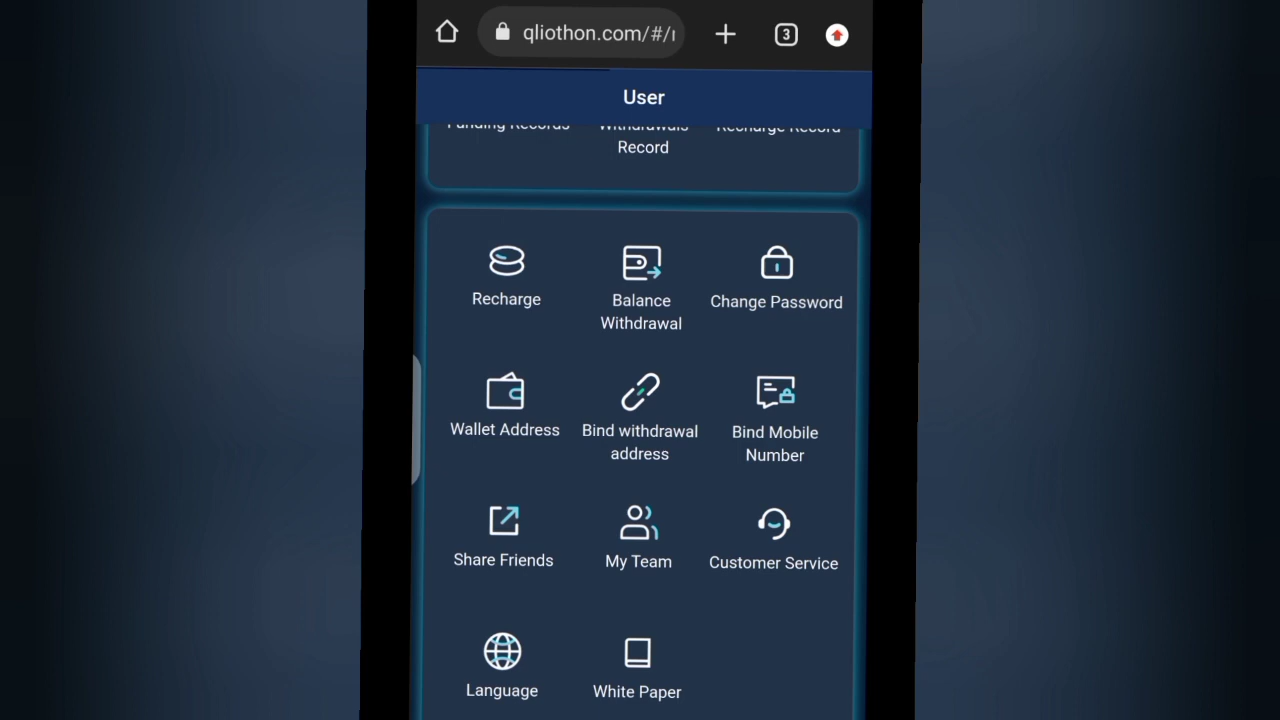 qliothon.com/#/
3
User
Funding Records Withdrawals Recharge Record
Record
Recharge Balance Change Password
Withdrawal
Wallet Address Bind withdrawal Bind Mobile
address Number
Share Friends My Team Customer Service
Language White Paper